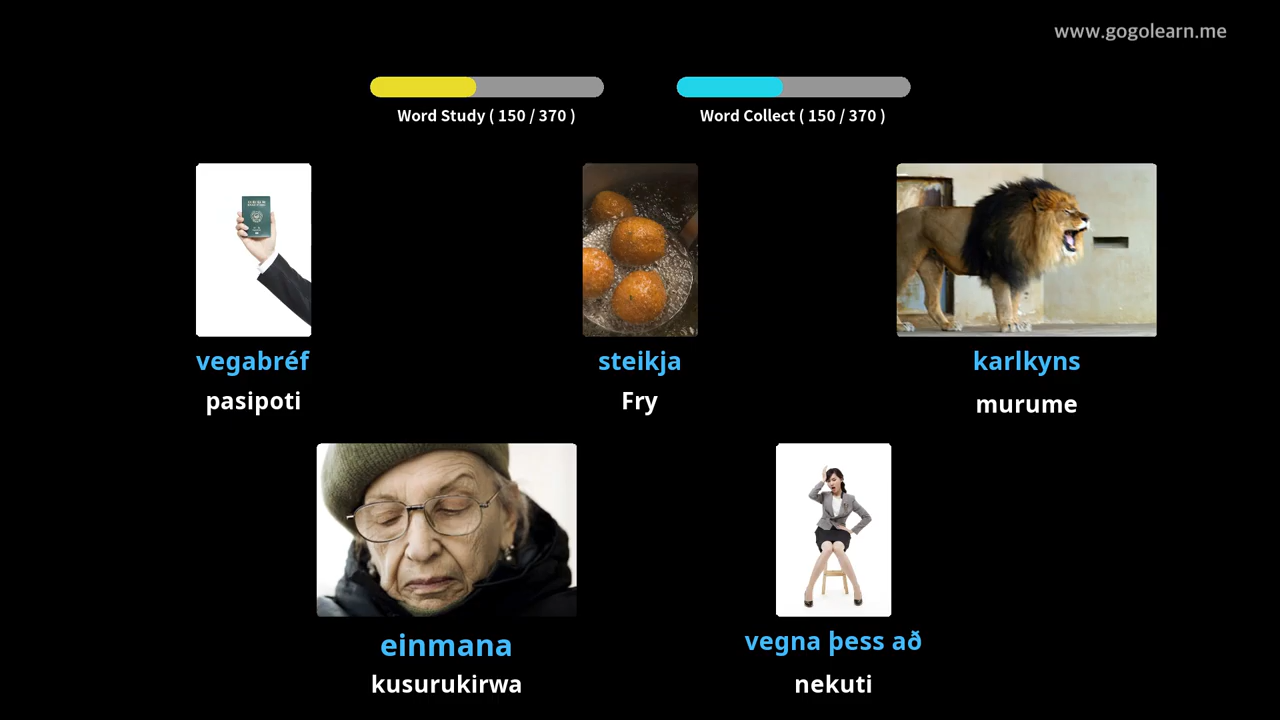 www.gogolearn.me
Word Study ( 150 / 370 )
Word Collect ( 150 / 370 )
vegabréf
pasipoti
steikja
Fry
karlkyns
murume
einmana
kusurukirwa
vegna þess að
nekuti